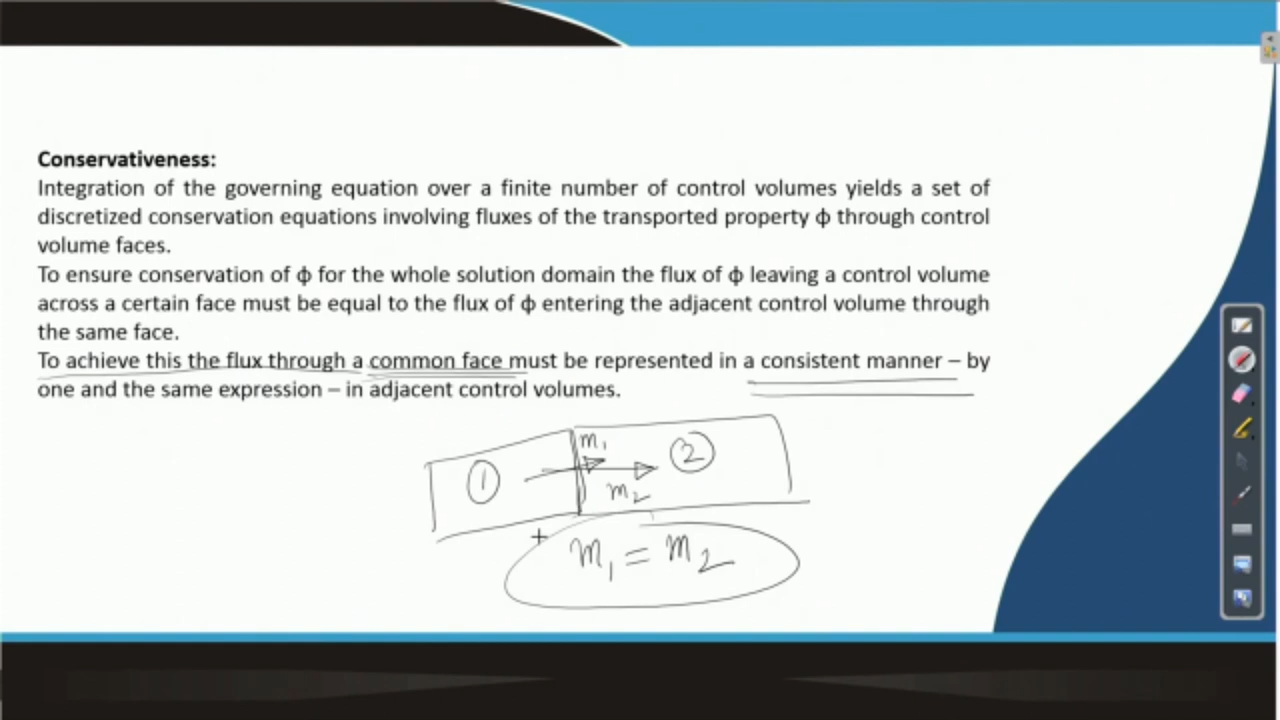 Conservativeness:
Integration of the governing equation over a finite number of control volumes yields a set of
discretized conservation equations involving fluxes of the transported property ф through control
volume faces.
To ensure conservation of ф for the whole solution domain the flux of ф leaving a control volume
across a certain face must be equal to the flux of ф entering the adjacent control volume through
the same face.
To achieve this the flux through a common face must be represented in a consistent manner – by
one and the same expression – in adjacent control volumes.
m₁
① ②
m₂
m₁ = m₂